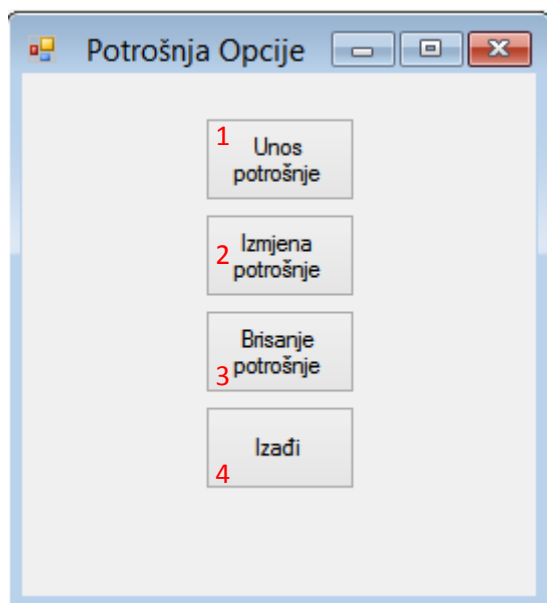 Potrošnja Opcije
1
Unos
potrošnje
2
Izmjena
potrošnje
3
Brisanje
potrošnje
4
Izađi